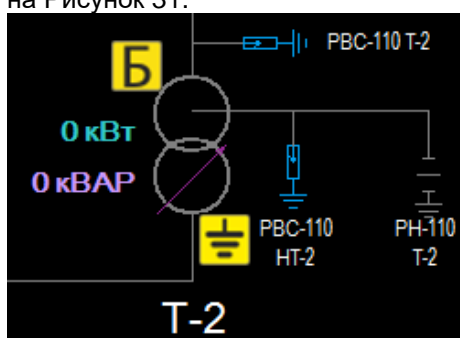 на Рисунок 31.
РВС-110 Т-2
Б
0 кВт
0 кВАР
РВС-110
НТ-2
РН-110
Т-2
Т-2